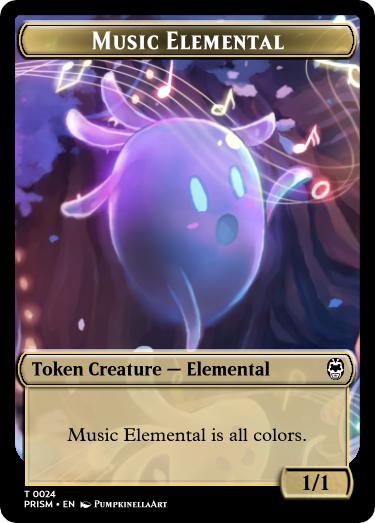 Music Elemental
Token Creature — Elemental
Music Elemental is all colors.
1/1
T 0024
PRISM • EN PumpkinellaArt